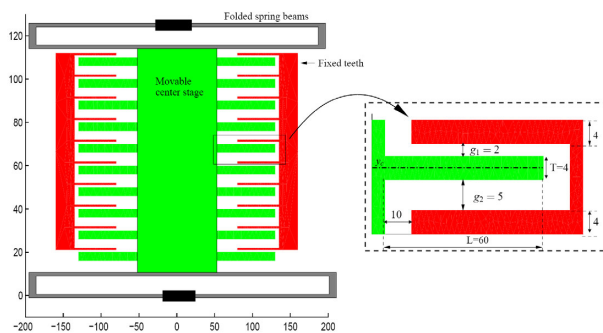 Folded spring beams
120
100
80
60
40
20
0
−200 −150 −100 −50 0 50 100 150 200
Movable
center stage
Fixed teeth
4
g₁ = 2
T=4
g₂ = 5
10
4
L=60